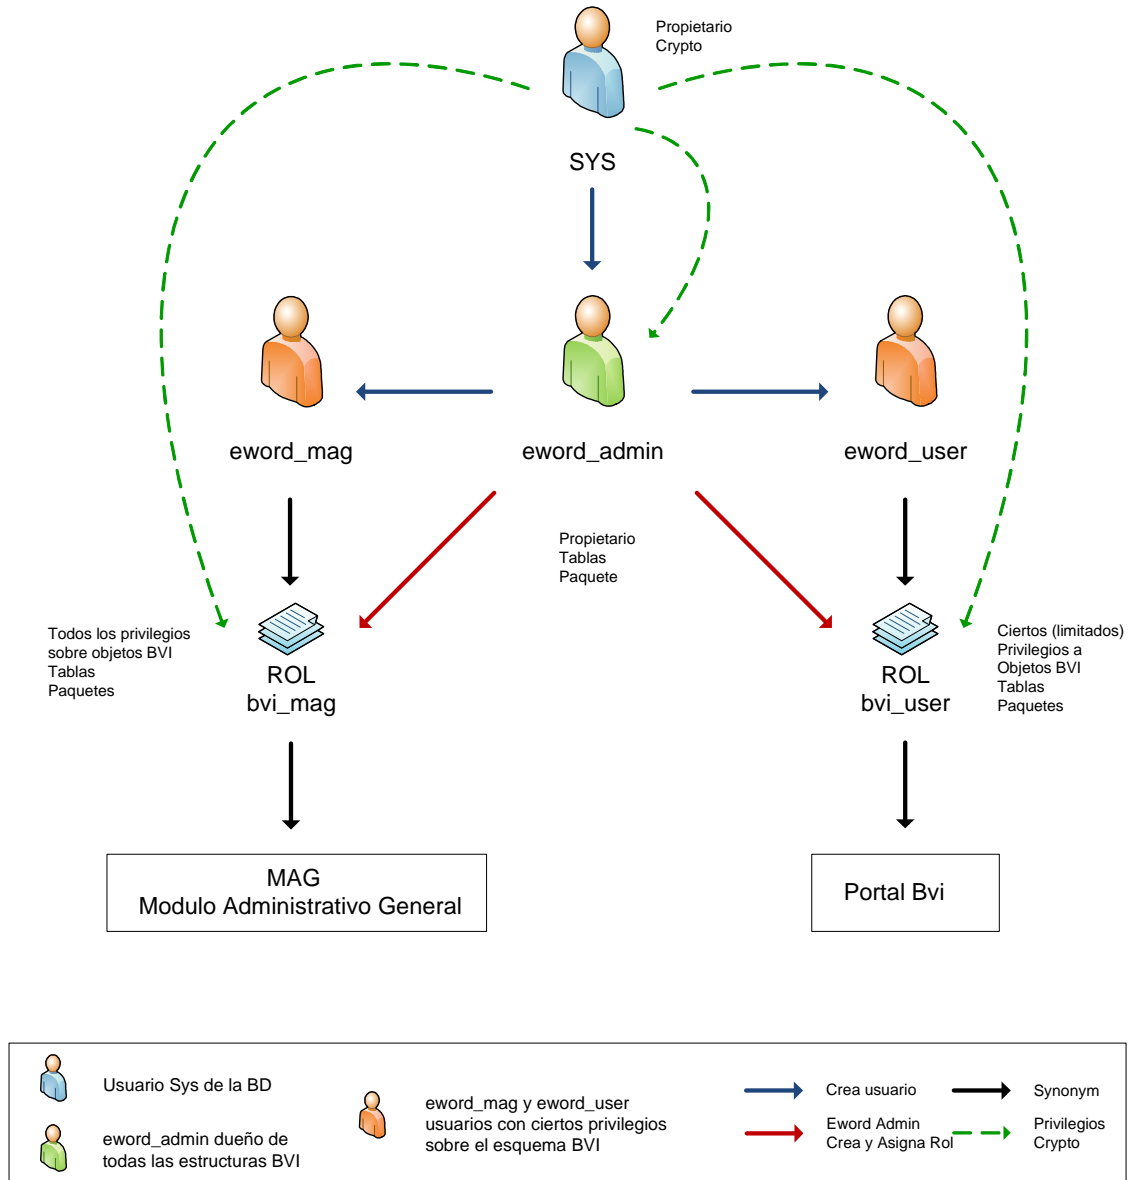 Propietario
Crypto
SYS
eword_mag
eword_admin
eword_user
Propietario
Tablas
Paquete
Todos los privilegios
sobre objetos BVI
Tablas
Paquetes
ROL
bvi_mag
ROL
bvi_user
Ciertos (limitados)
Privilegios a
Objetos BVI
Tablas
Paquetes
MAG
Modulo Administrativo General
Portal Bvi
Usuario Sys de la BD
eword_admin dueño de
todas las estructuras BVI
eword_mag y eword_user
usuarios con ciertos privilegios
sobre el esquema BVI
Crea usuario
Eword Admin
Crea y Asigna Rol
Synonym
Privilegios
Crypto